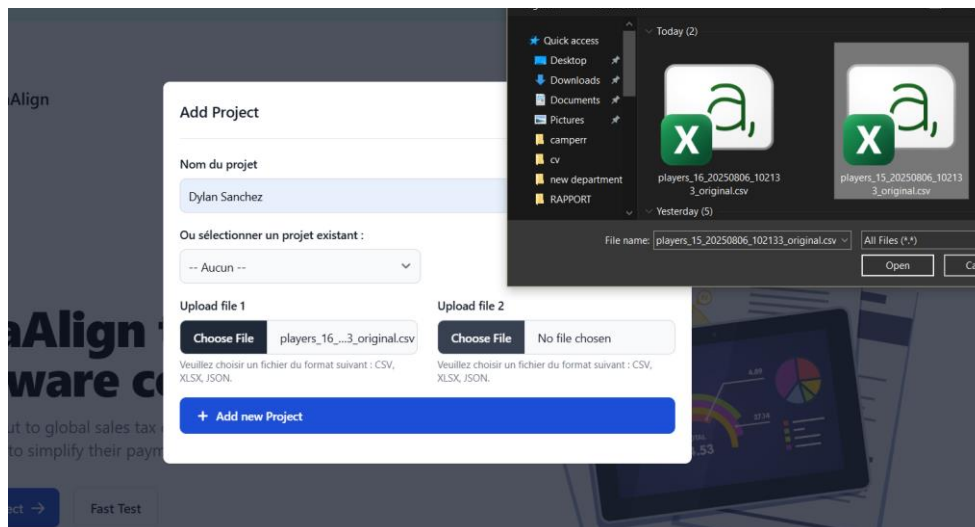 Align
Add Project
Nom du projet
Dylan Sanchez
Ou sélectionner un projet existant :
-- Aucun --
Upload file 1
Choose File players_16_...3_original.csv
Veuillez choisir un fichier du format suivant : CSV,
XLSX, JSON.
Upload file 2
Choose File No file chosen
Veuillez choisir un fichier du format suivant : CSV,
XLSX, JSON.
+ Add new Project
Quick access
Desktop
Downloads
Documents
Pictures
camperr
cv
new department
RAPPORT
Today (2)
players_16_20250806_10213
3_original.csv
players_15_20250806_10213
3_original.csv
Yesterday (5)
File name: players_15_20250806_102133_original.csv
All Files (*.*)
Open
Ca
aAlign
ware c
ut to global sales tax
to simplify their paym
ect →
Fast Test